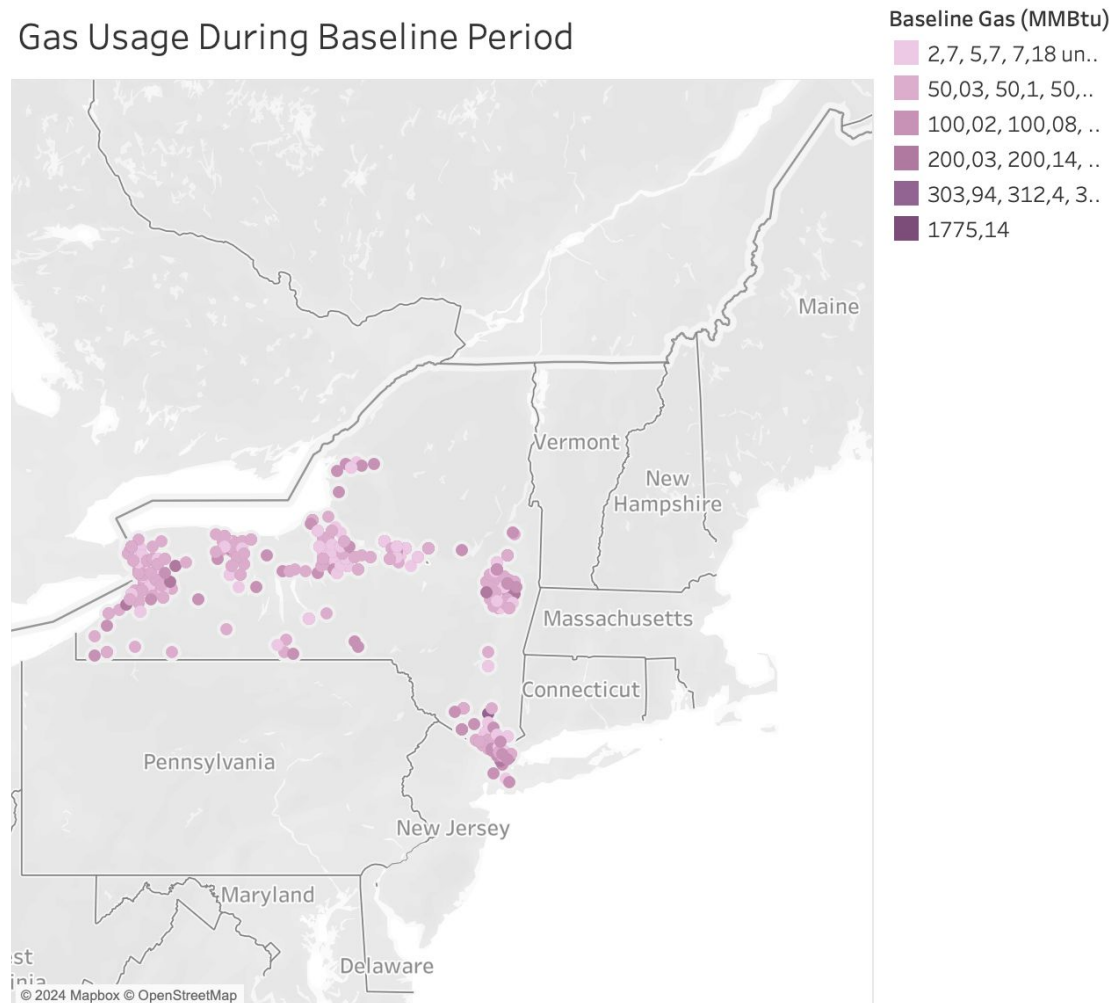 Gas Usage During Baseline Period
Baseline Gas (MMBtu)
2,7, 5,7, 7,18 un..
50,03, 50,1, 50,..
100,02, 100,08, ..
200,03, 200,14, ..
303,94, 312,4, 3..
1775,14
Maine
Vermont
New
Hampshire
Massachusetts
Connecticut
Pennsylvania
New Jersey
Maryland
Delaware
© 2024 Mapbox © OpenStreetMap